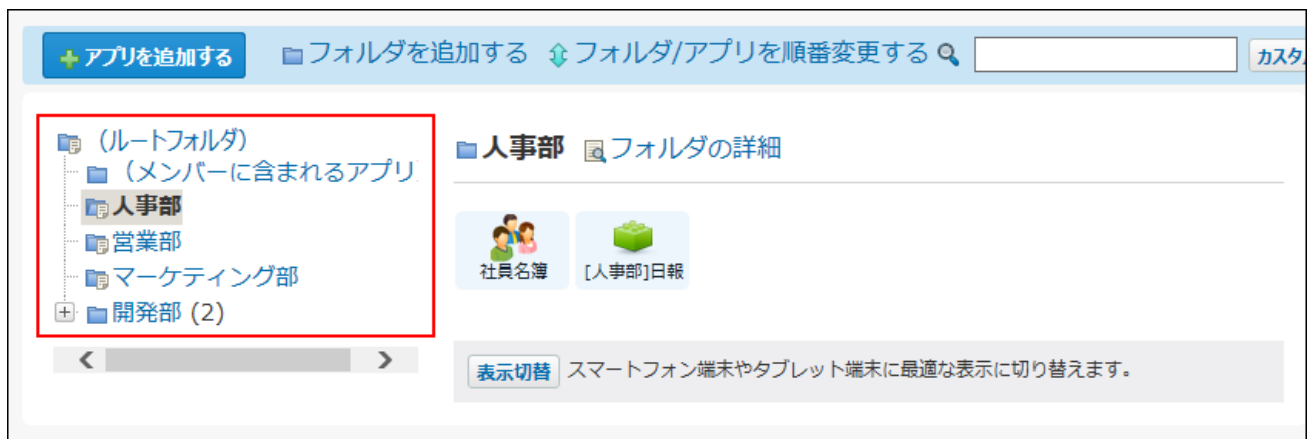 アプリを追加する フォルダを追加する フォルダ/アプリを順番変更する カスタ
(ルートフォルダ)
(メンバーに含まれるアプリ
人事部
営業部
マーケティング部
開発部 (2)
人事部 フォルダの詳細
社員名簿 [人事部]日報
表示切替 スマートフォン端末やタブレット端末に最適な表示に切り替えます。